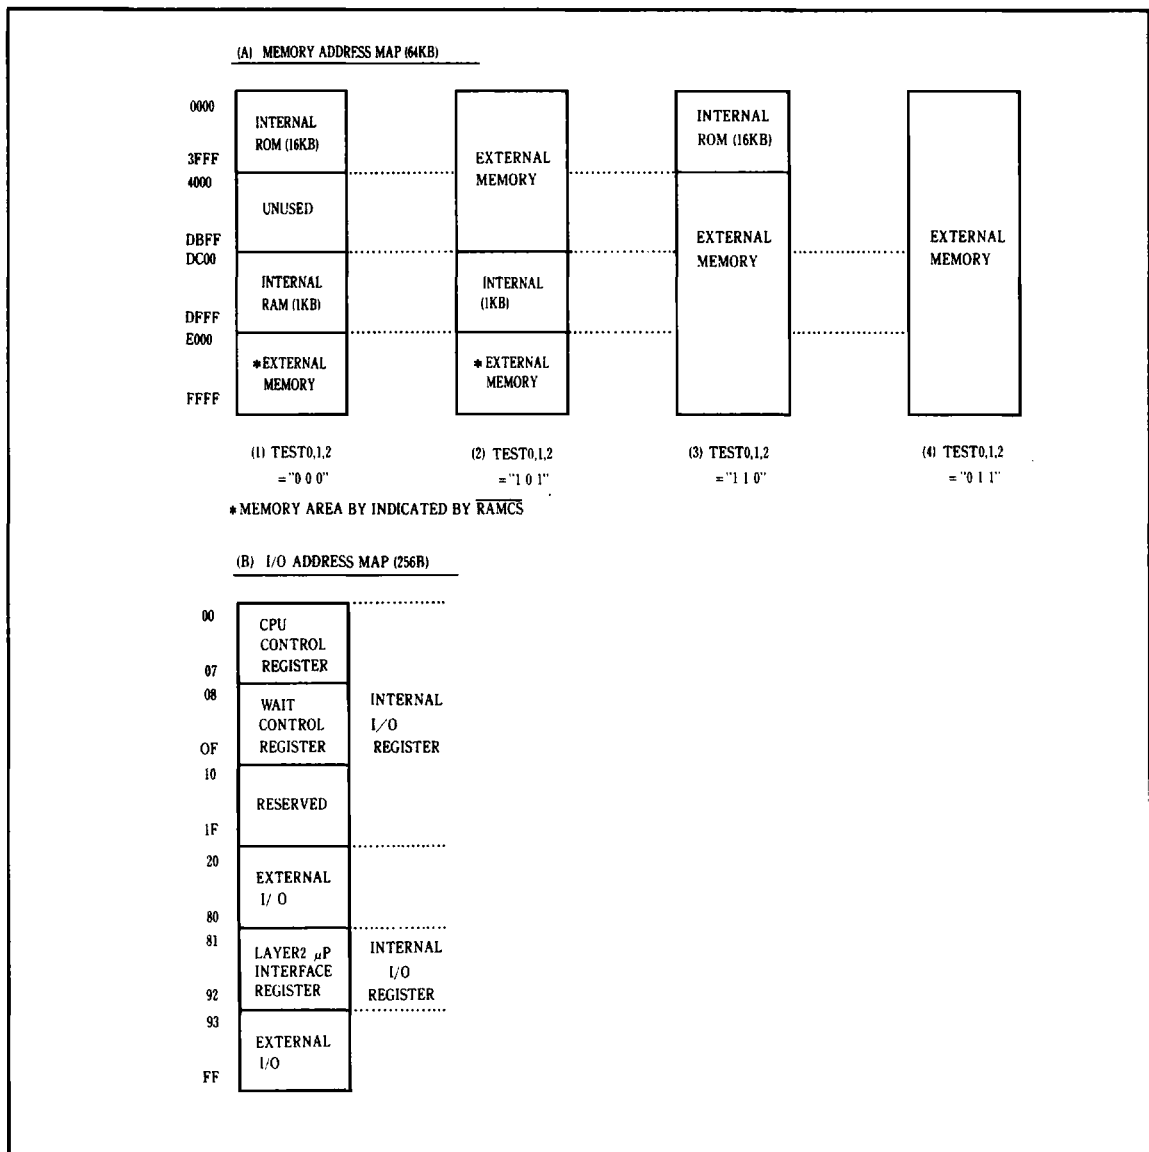 (A) MEMORY ADDRESS MAP (64KB)
0000
3FFF
4000
DBFF
DC00
DFFF
E000
FFFF
INTERNAL
ROM (16KB)
UNUSED
INTERNAL
RAM (1KB)
*EXTERNAL
MEMORY
(1) TEST0,1,2
="0 0 0"
EXTERNAL
MEMORY
INTERNAL
(1KB)
*EXTERNAL
MEMORY
(2) TEST0,1,2
="1 0 1"
INTERNAL
ROM (16KB)
EXTERNAL
MEMORY
(3) TEST0,1,2
="1 1 0"
EXTERNAL
MEMORY
(4) TEST0,1,2
="0 1 1"
*MEMORY AREA BY INDICATED BY RAMCS
(B) I/O ADDRESS MAP (256B)
00
CPU
CONTROL
REGISTER
07
08
WAIT
CONTROL
REGISTER
OF
INTERNAL
I/O
REGISTER
10
RESERVED
1F
20
EXTERNAL
I/O
80
81
LAYER2 μP
INTERFACE
REGISTER
92
INTERNAL
I/O
REGISTER
93
EXTERNAL
I/O
FF